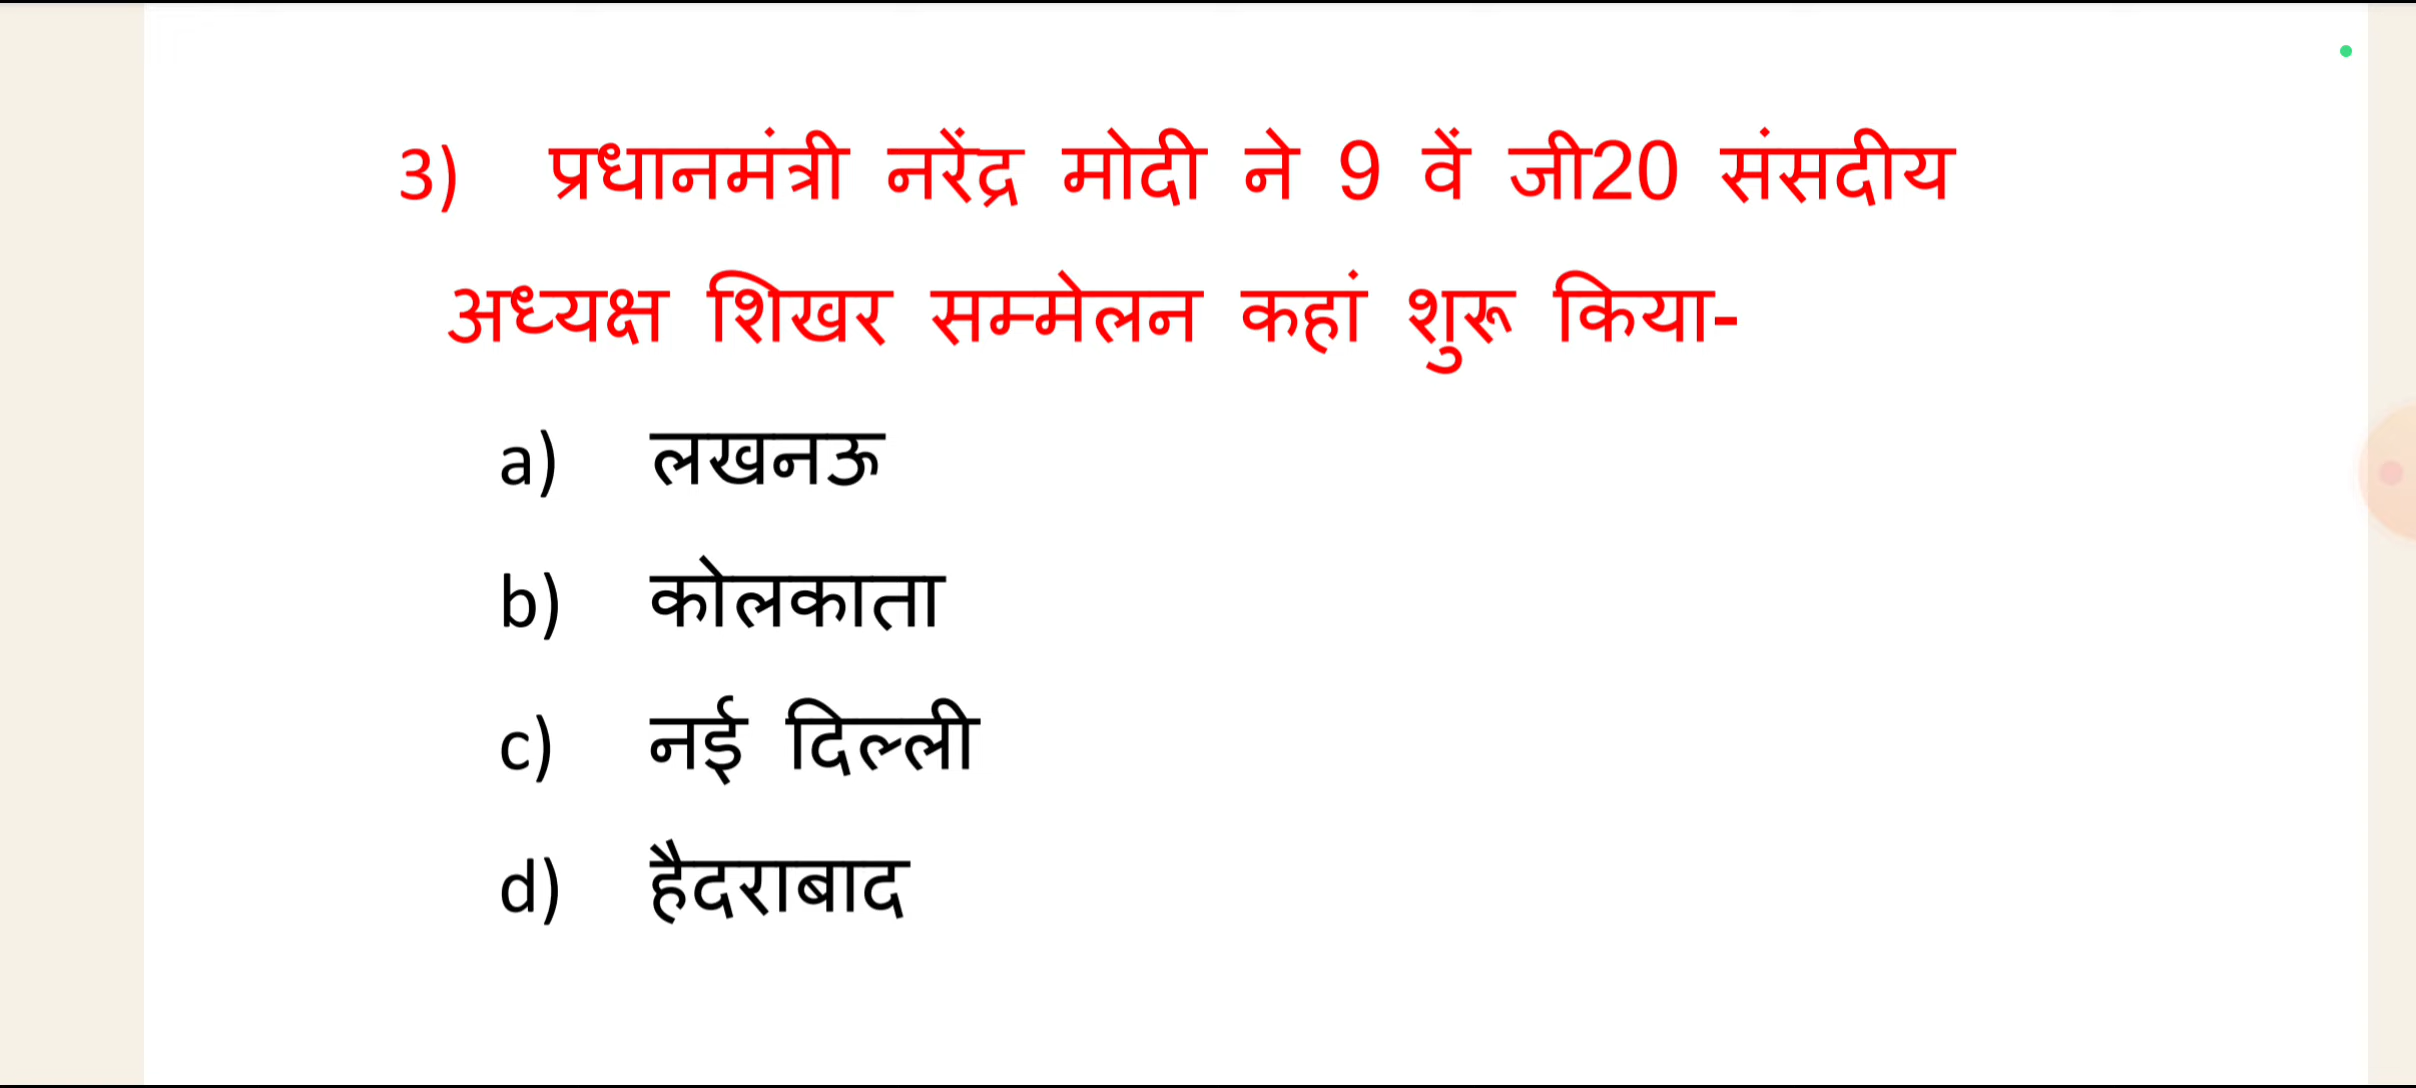 3) प्रधानमंत्री नरेंद्र मोदी ने 9 वें जी20 संसदीय
अध्यक्ष शिखर सम्मेलन कहां शुरू किया-
a) लखनऊ
b) कोलकाता
c) नई दिल्ली
d) हैदराबाद